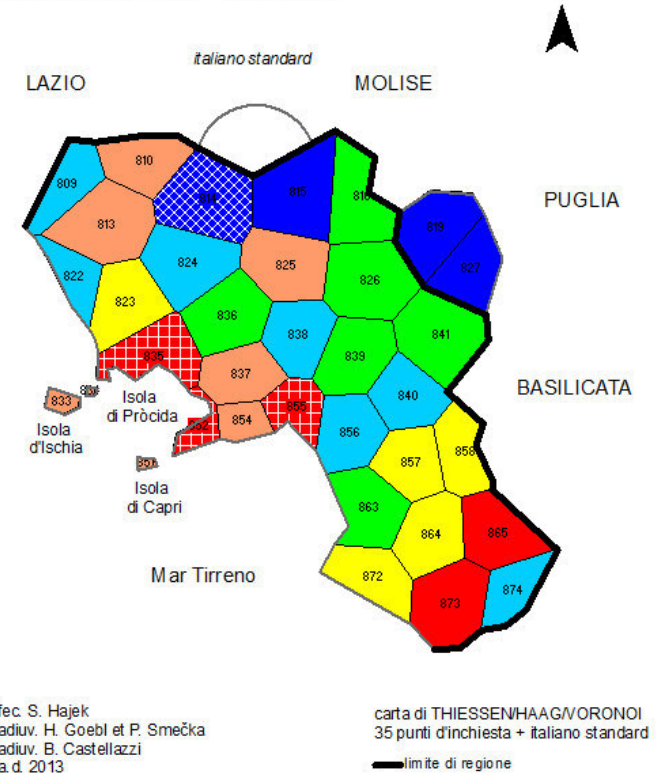 italiano standard
LAZIO
MOLISE
PUGLIA
BASILICATA
809
810
813
814
815
819
822
823
824
825
826
827
833
835
836
837
838
839
840
841
854
855
856
857
858
863
864
865
872
873
874
Isola
d'Ischia
Isola
di Pròcida
Isola
di Capri
Mar Tirreno
fec. S. Hajek
adiuv. H. Goebl et P. Smečka
adiuv. B. Castellazzi
a.d. 2013
carta di THIESSEN/HAAG/VORONOI
35 punti d'inchiesta + italiano standard
limite di regione